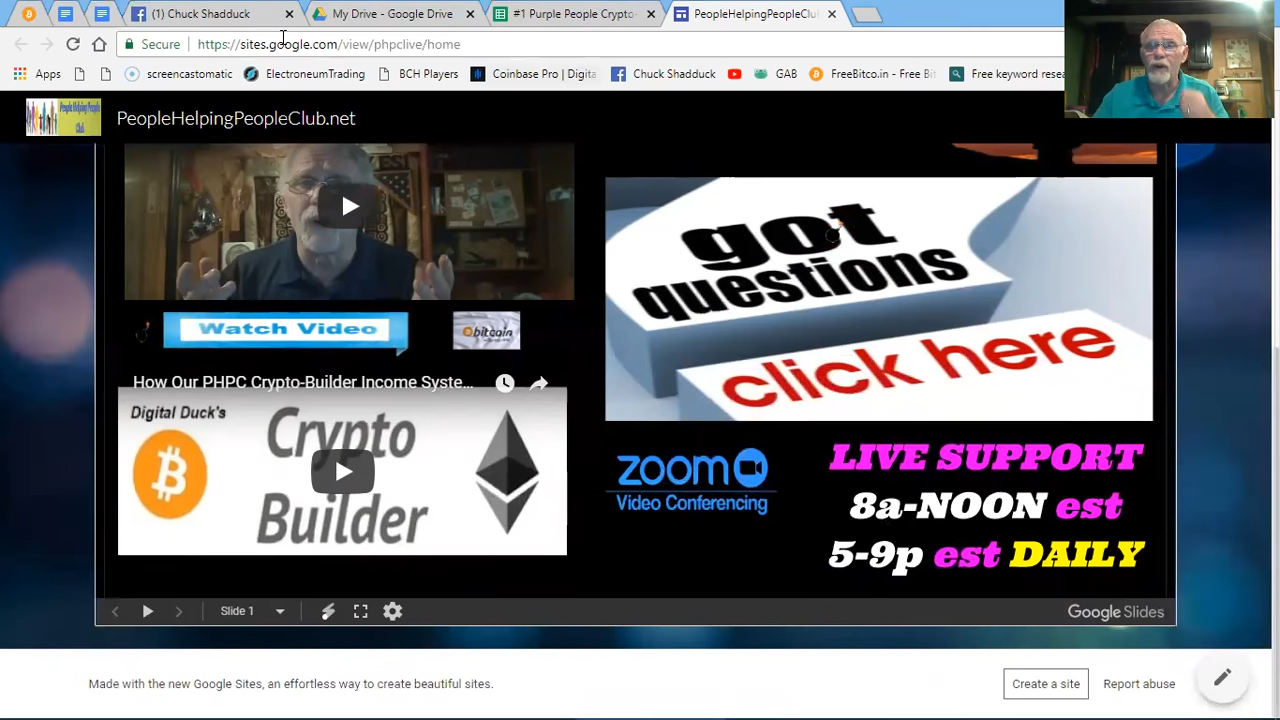 (1) Chuck Shadduck
My Drive - Google Drive
#1 Purple People Crypto-
PeopleHelpingPeopleClu
Secure
https://sites.google.com/view/phpclive/home
Apps
screencastomatic
ElectroneumTrading
BCH Players
Coinbase Pro | Digita
Chuck Shadduck
GAB
FreeBitco.in - Free Bit
Free keyword resea
PeopleHelpingPeopleClub.net
Watch Video
bitcoin
How Our PHPC Crypto-Builder Income Syste...
Digital Duck's
Crypto
Builder
got
questions
click here
zoom
Video Conferencing
LIVE SUPPORT
8a-NOON est
5-9p est DAILY
Slide 1
Google Slides
Made with the new Google Sites, an effortless way to create beautiful sites.
Create a site
Report abuse